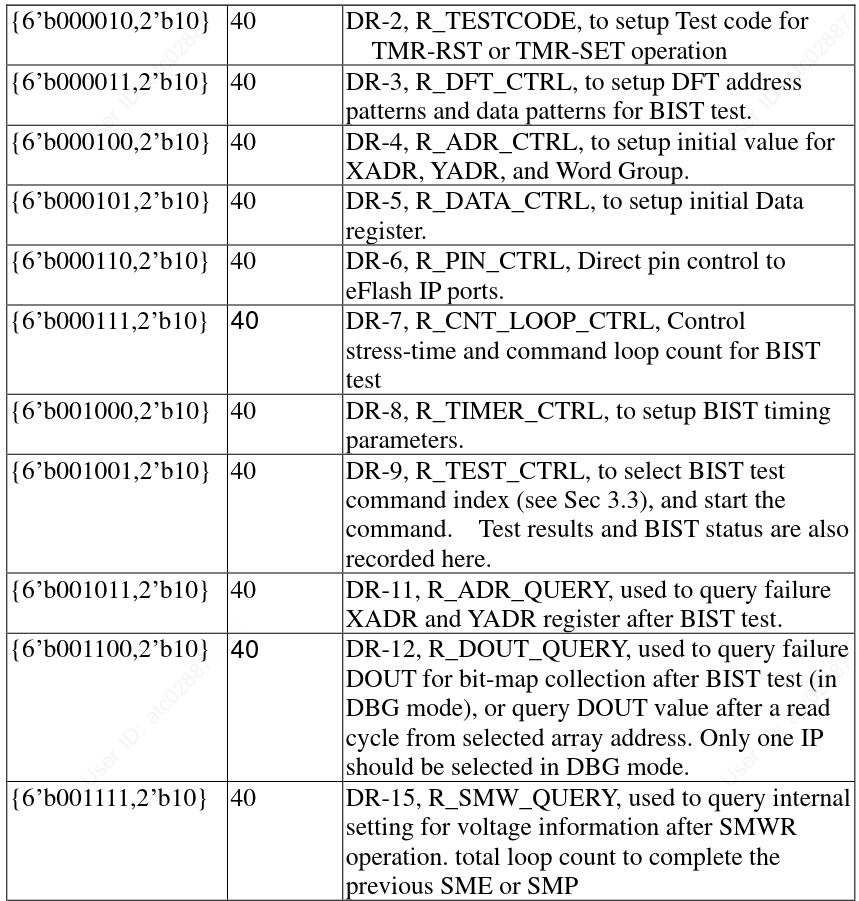 {6’b000010,2’b10} 40 DR-2, R_TESTCODE, to setup Test code for
TMR-RST or TMR-SET operation
{6’b000011,2’b10} 40 DR-3, R_DFT_CTRL, to setup DFT address
patterns and data patterns for BIST test.
{6’b000100,2’b10} 40 DR-4, R_ADR_CTRL, to setup initial value for
XADR, YADR, and Word Group.
{6’b000101,2’b10} 40 DR-5, R_DATA_CTRL, to setup initial Data
register.
{6’b000110,2’b10} 40 DR-6, R_PIN_CTRL, Direct pin control to
eFlash IP ports.
{6’b000111,2’b10} 40 DR-7, R_CNT_LOOP_CTRL, Control
stress-time and command loop count for BIST
test
{6’b001000,2’b10} 40 DR-8, R_TIMER_CTRL, to setup BIST timing
parameters.
{6’b001001,2’b10} 40 DR-9, R_TEST_CTRL, to select BIST test
command index (see Sec 3.3), and start the
command. Test results and BIST status are also
recorded here.
{6’b001011,2’b10} 40 DR-11, R_ADR_QUERY, used to query failure
XADR and YADR register after BIST test.
{6’b001100,2’b10} 40 DR-12, R_DOUT_QUERY, used to query failure
DOUT for bit-map collection after BIST test (in
DBG mode), or query DOUT value after a read
cycle from selected array address. Only one IP
should be selected in DBG mode.
{6’b001111,2’b10} 40 DR-15, R_SMW_QUERY, used to query internal
setting for voltage information after SMWR
operation. total loop count to complete the
previous SME or SMP